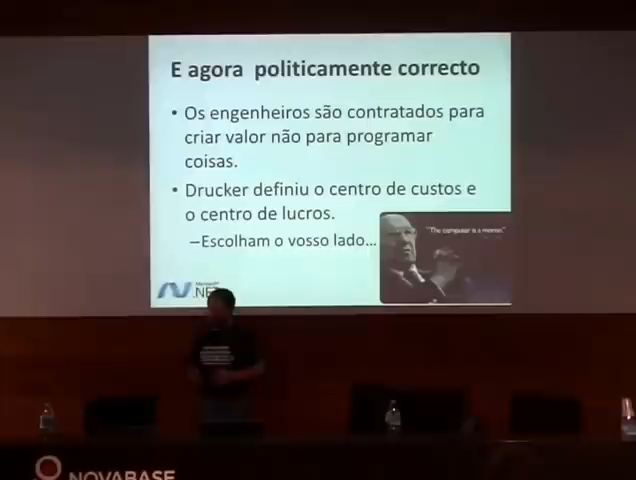 E agora politicamente correcto
• Os engenheiros são contratados para
criar valor não para programar
coisas.
• Drucker definiu o centro de custos e
o centro de lucros.
–Escolham o vosso lado...
"The computer is a moron."
Microsoft
.NET
NOVABASE